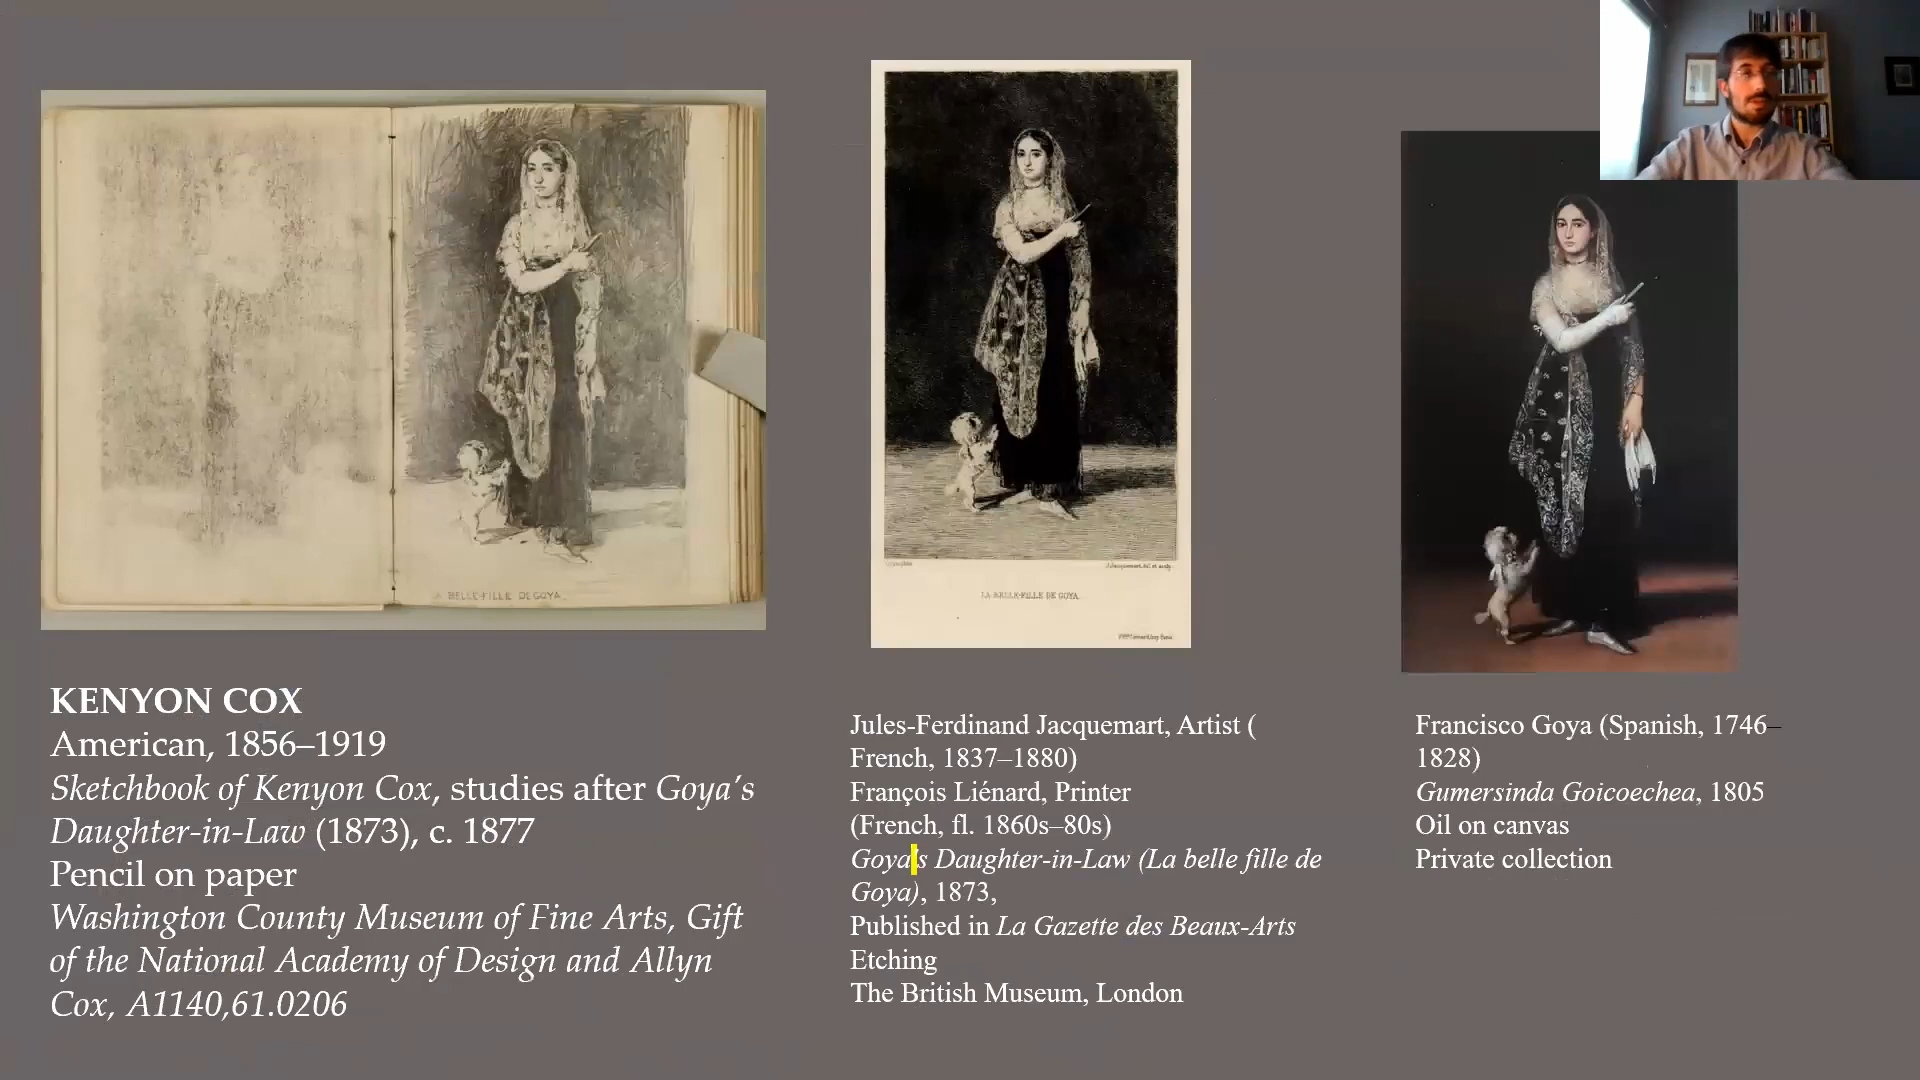 BELLE-FILLE DE GOYA
LA BELLE-FILLE DE GOYA
KENYON COX
American, 1856–1919
Sketchbook of Kenyon Cox, studies after Goya's
Daughter-in-Law (1873), c. 1877
Pencil on paper
Washington County Museum of Fine Arts, Gift
of the National Academy of Design and Allyn
Cox, A1140,61.0206
Jules-Ferdinand Jacquemart, Artist (
French, 1837–1880)
François Liénard, Printer
(French, fl. 1860s–80s)
Goya's Daughter-in-Law (La belle fille de
Goya), 1873,
Published in La Gazette des Beaux-Arts
Etching
The British Museum, London
Francisco Goya (Spanish, 1746–
1828)
Gumersinda Goicoechea, 1805
Oil on canvas
Private collection